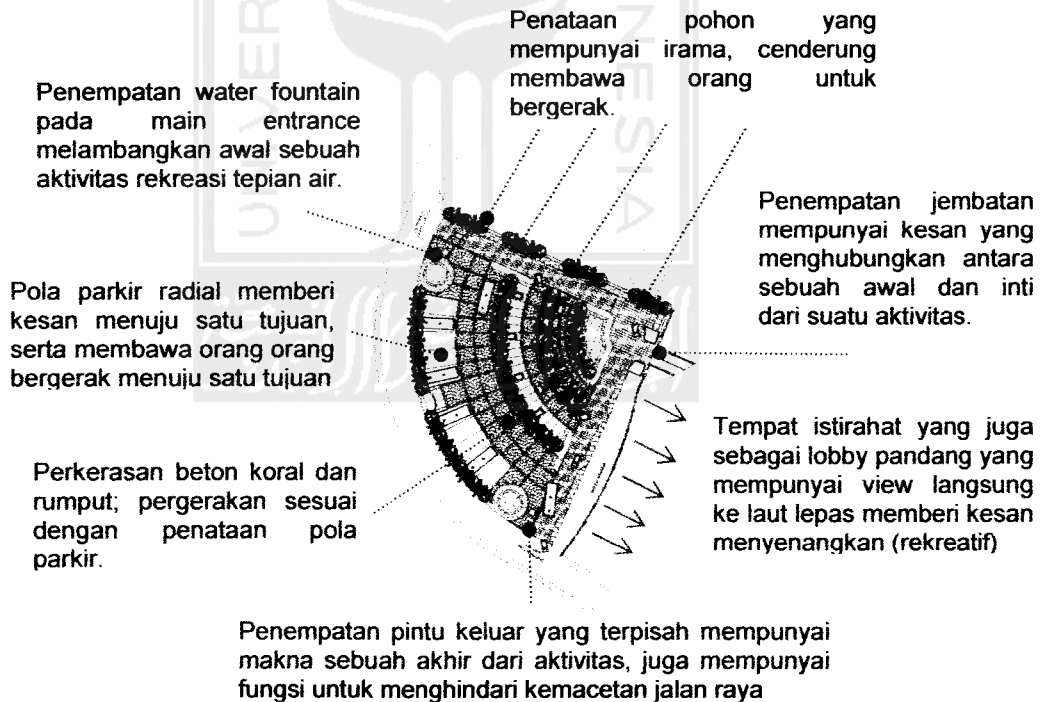 Penataan pohon yang
mempunyai irama, cenderung
membawa orang untuk
bergerak.
Penempatan water fountain
pada main entrance
melambangkan awal sebuah
aktivitas rekreasi tepian air.
Penempatan jembatan
mempunyai kesan yang
menghubungkan antara
sebuah awal dan inti
dari suatu aktivitas.
Pola parkir radial memberi
kesan menuju satu tujuan,
serta membawa orang orang
bergerak menuju satu tujuan
Tempat istirahat yang juga
sebagai lobby pandang yang
mempunyai view langsung
ke laut lepas memberi kesan
menyenangkan (rekreatif)
Perkerasan beton koral dan
rumput; pergerakan sesuai
dengan penataan pola
parkir.
Penempatan pintu keluar yang terpisah mempunyai
makna sebuah akhir dari aktivitas, juga mempunyai
fungsi untuk menghindari kemacetan jalan raya